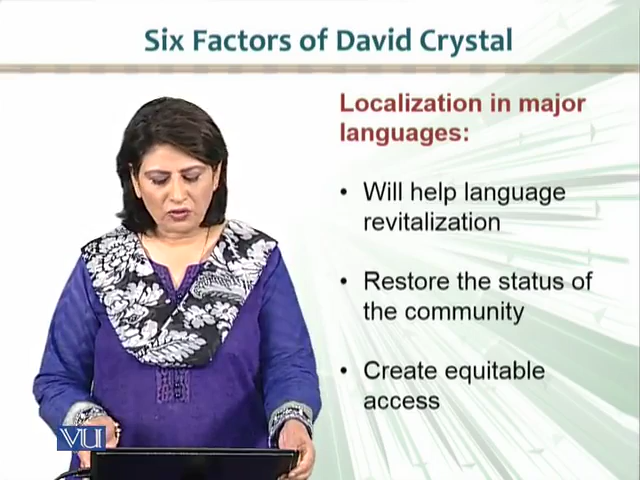 Six Factors of David Crystal
Localization in major
languages:
• Will help language
revitalization
• Restore the status of
the community
• Create equitable
access
VU